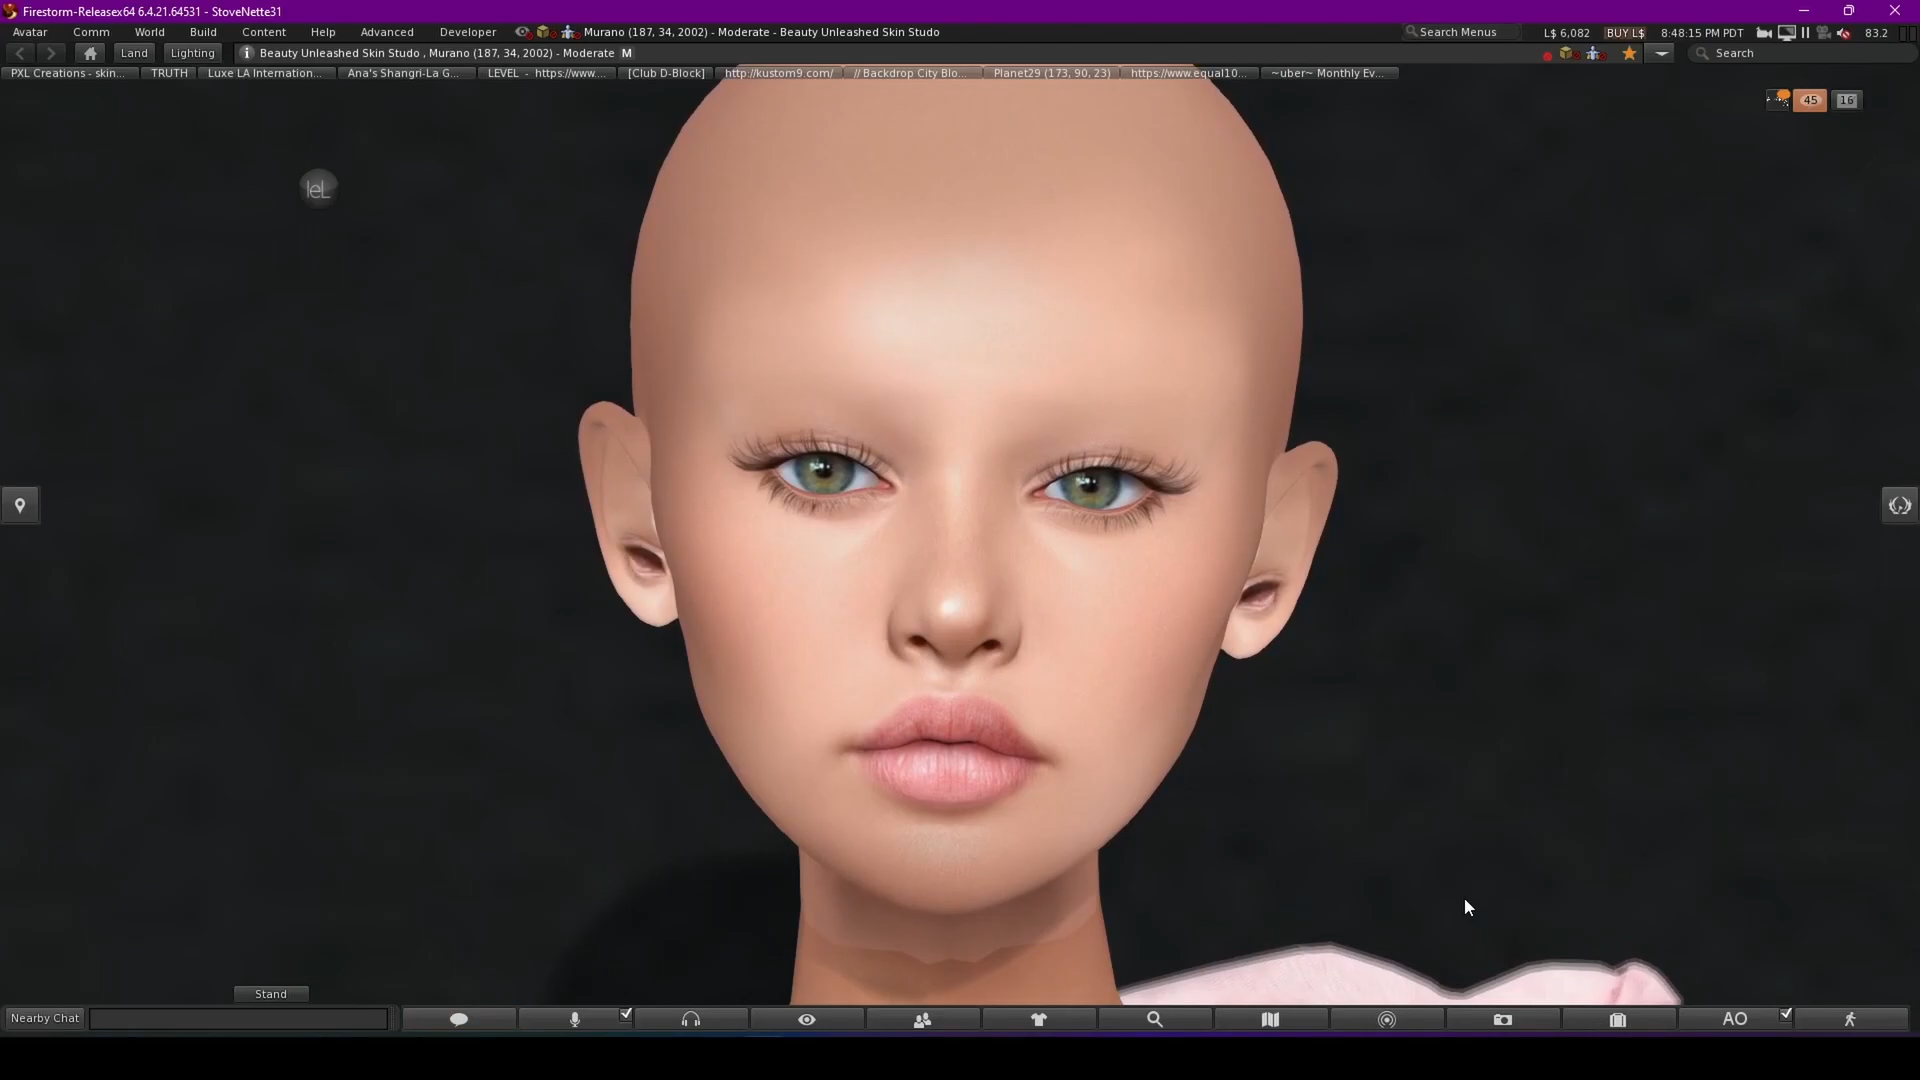 Firestorm-Releasex64 6.4.21.64531 - StoveNette31
Avatar Comm World Build Content Help Advanced Developer Murano (187, 34, 2002) - Moderate - Beauty Unleashed Skin Studo Search Menus L$ 6,082 BUY L$ 8:48:15 PM PDT 83.2
Land Lighting Beauty Unleashed Skin Studo , Murano (187, 34, 2002) - Moderate M Search
PXL Creations - skin... TRUTH Luxe LA Internation... Ana's Shangri-La G... LEVEL - https://www.... [Club D-Block] http://kustom9.com/ // Backdrop City Blo... Planet29 (173, 90, 23) https://www.equal10... ~uber~ Monthly Ev...
45 16
leL
Stand
Nearby Chat AO